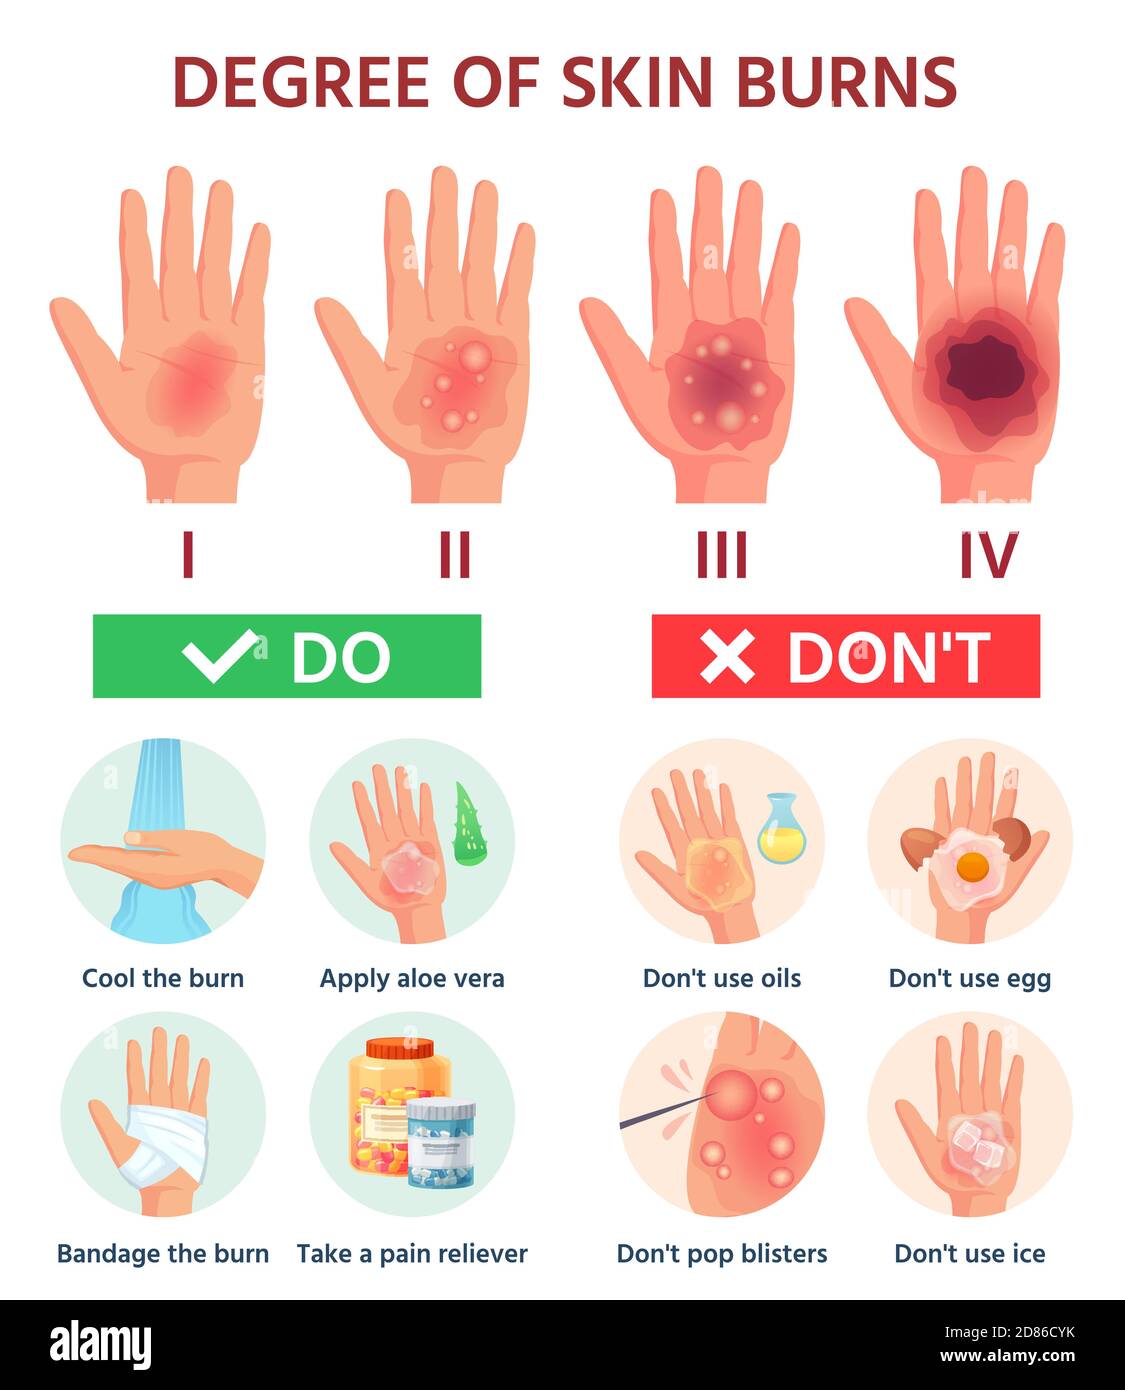 DEGREE OF SKIN BURNS
I II III IV
DO DON'T
Cool the burn Apply aloe vera Don't use oils Don't use egg
Bandage the burn Take a pain reliever Don't pop blisters Don't use ice
alamy
Image ID: 2D86CYK
www.alamy.com